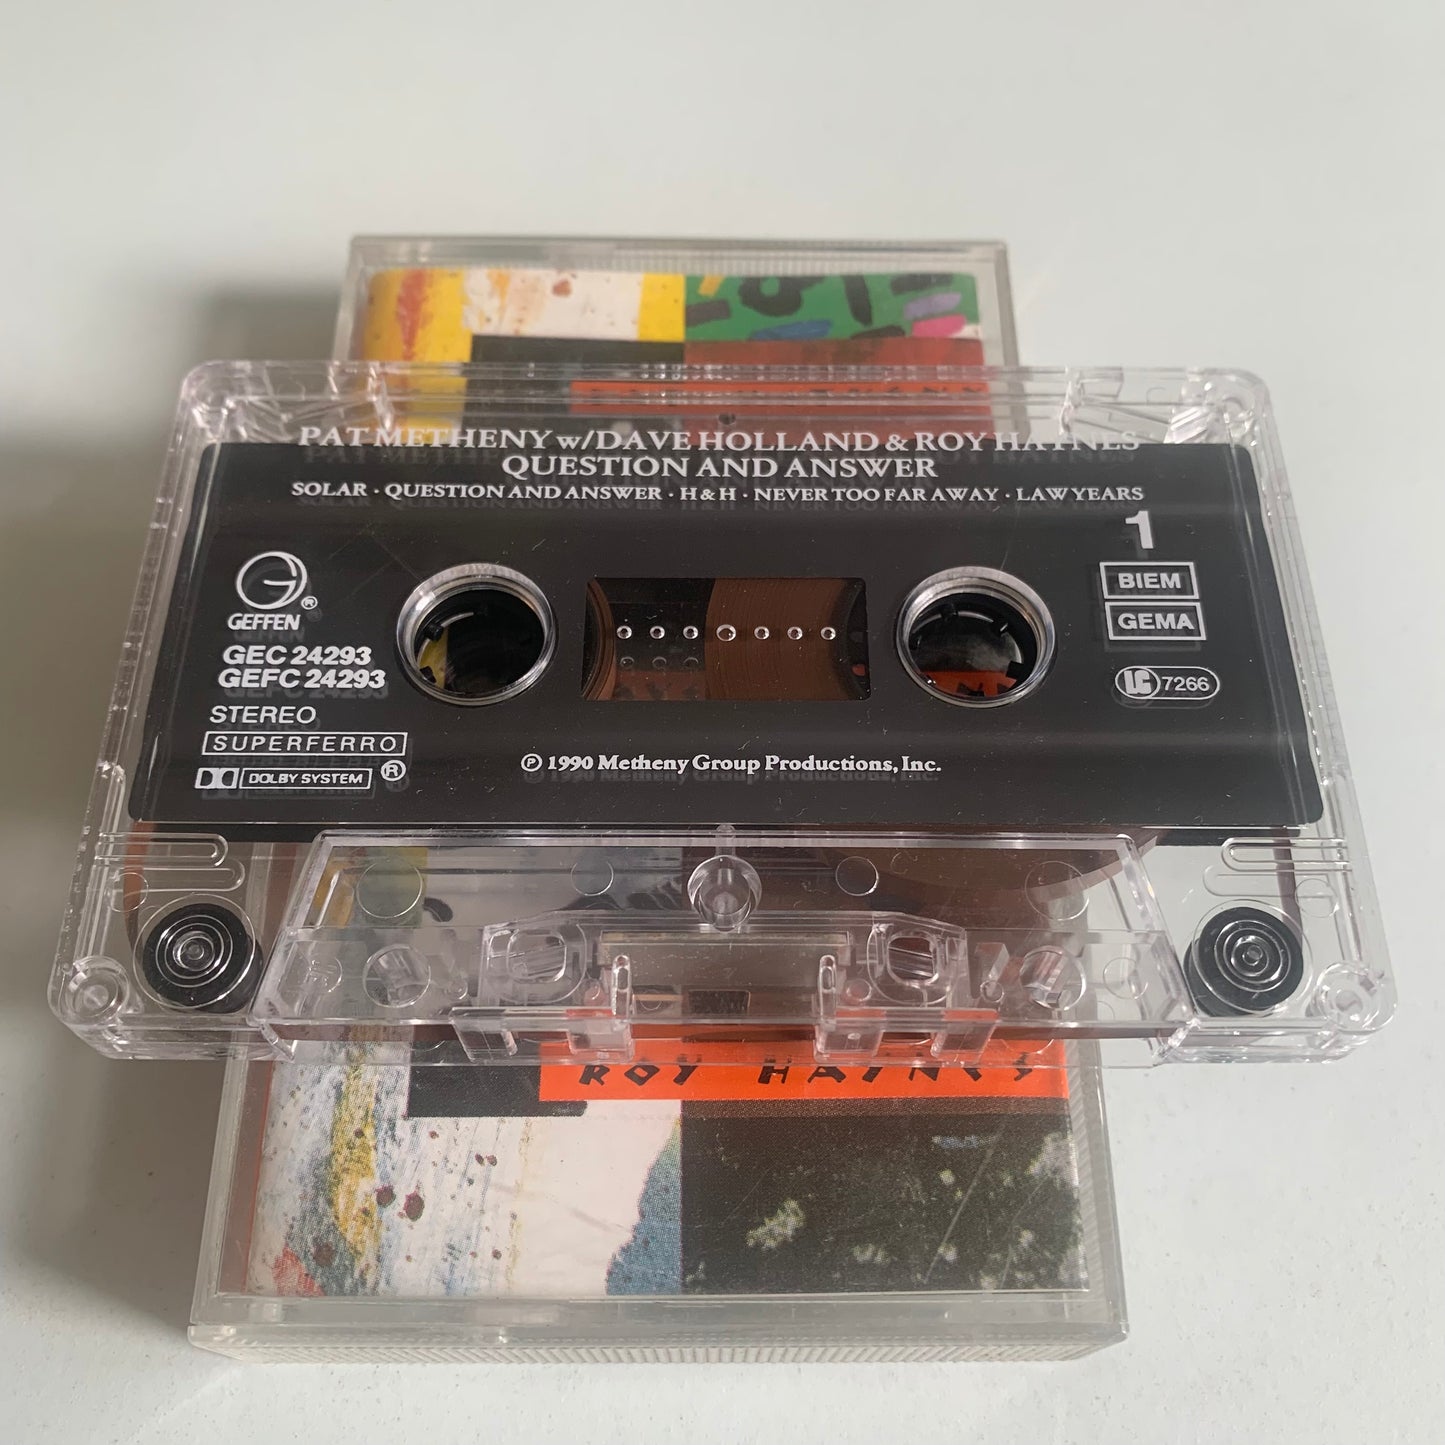 PAT METHENY w/DAVE HOLLAND & ROY HAYNES
QUESTION AND ANSWER
SOLAR · QUESTION AND ANSWER · H & H · NEVER TOO FAR AWAY · LAW YEARS
1
BIEM
GEMA
LC 7266
GEFFEN ®
GEC 24293
GEFC 24293
STEREO
SUPERFERRO
DOLBY SYSTEM ®
℗ 1990 Metheny Group Productions, Inc.
ROY HAYNES